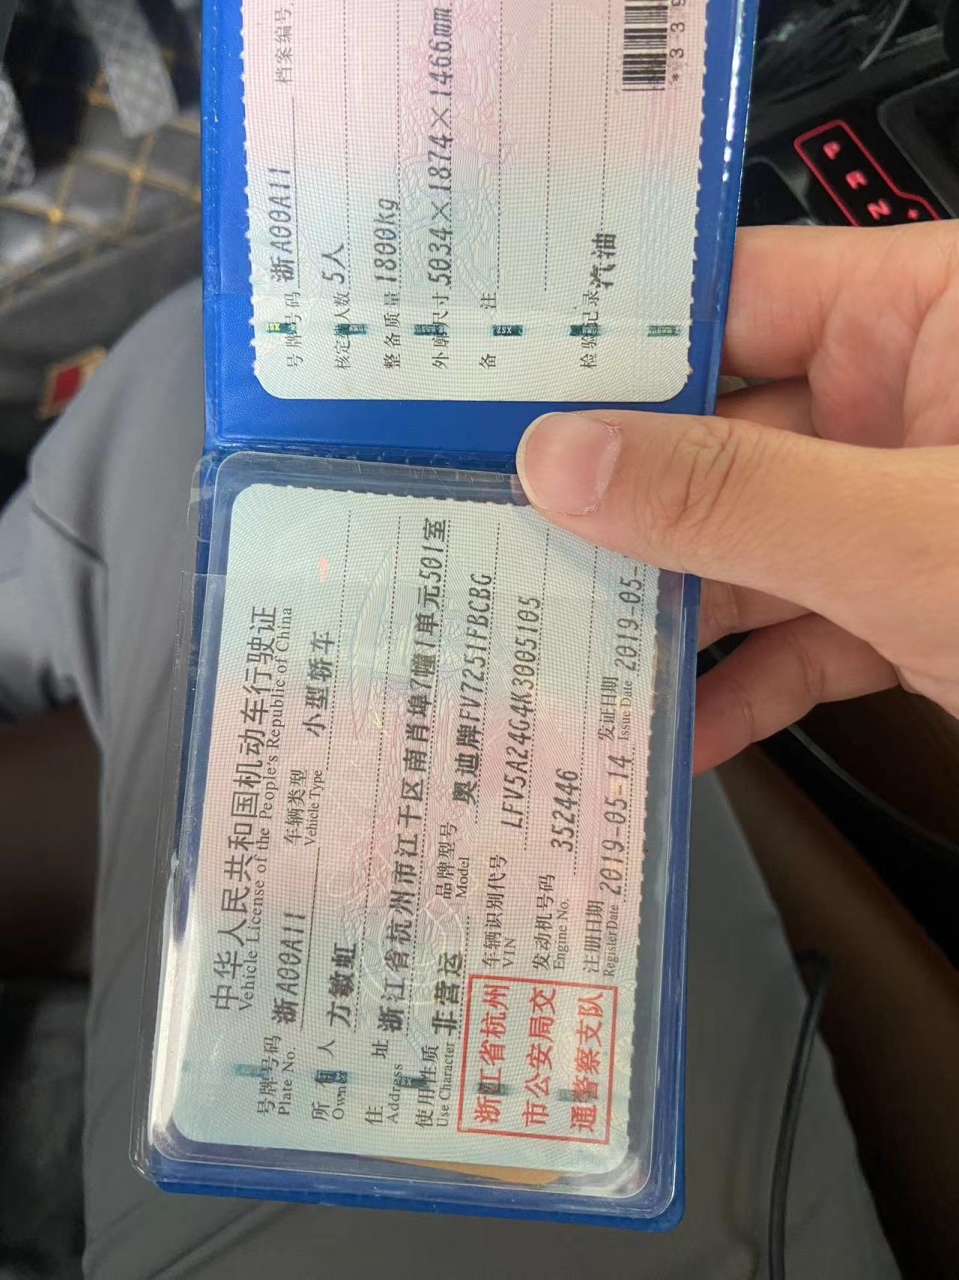 中华人民共和国机动车行驶证
Vehicle License of the People's Republic of China
号牌号码 浙A00A11 车辆类型 小型轿车
Plate No. Vehicle Type
所有人 方敏虹
Owner
住址 浙江省杭州市江干区南肖埠Y幢1单元501室
Address
使用性质 非营运 品牌型号 奥迪牌FV7251FBCBG
Use Character Model
浙江省杭州
市公安局交
通警察支队
车辆识别代号 LFV5A24G4K3005105
VIN
发动机号码 352446
Engine No.
注册日期 2019-05-14 发证日期 2019-05-
Register Date Issue Date
号牌号码 浙A00A11 档案编号
核定载人数 5人
整备质量 1800kg
外廓尺寸 5034×1874×1466mm
备注
检验记录 汽油
*339
P
R
N